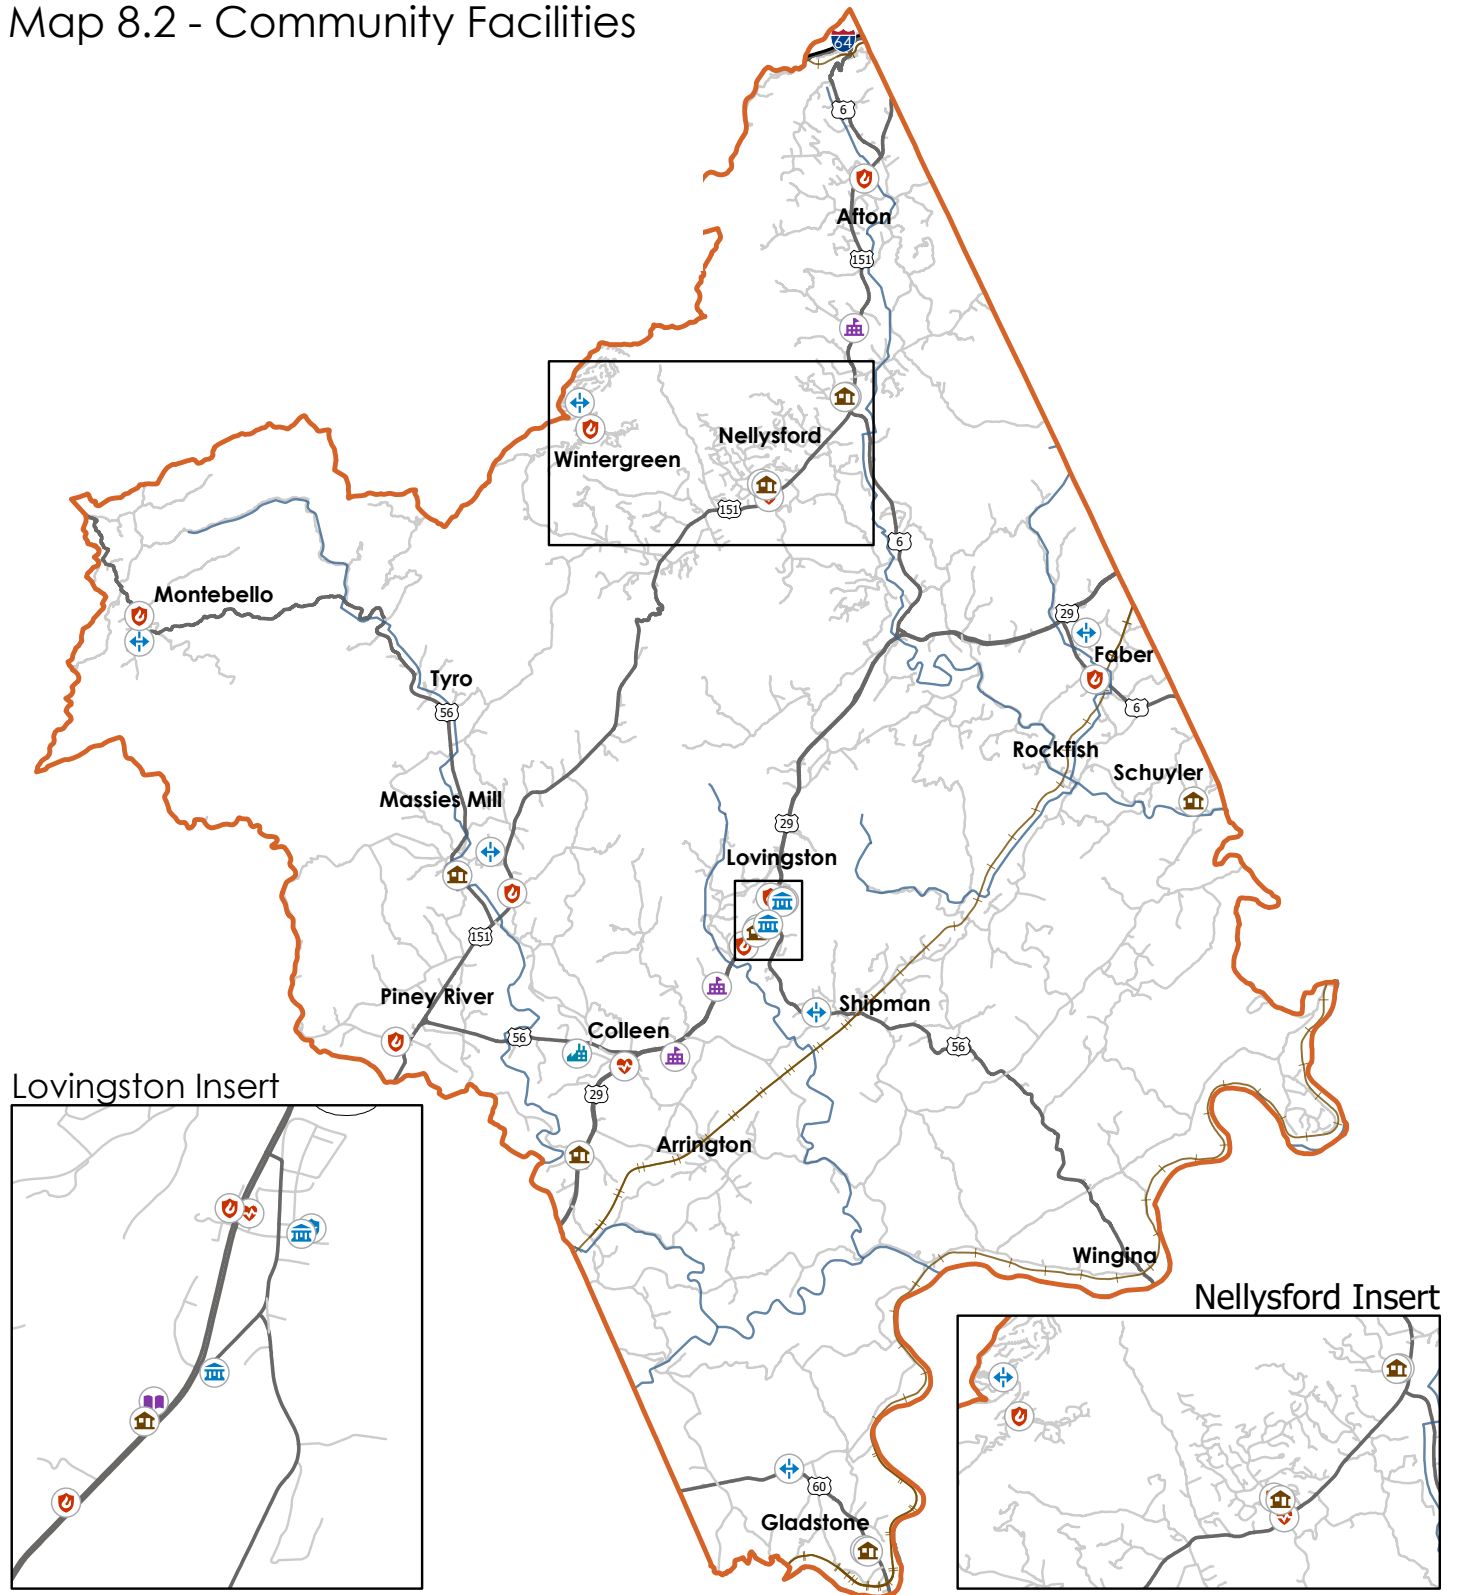 Map 8.2 - Community Facilities
64
6
Afton
151
Nellysford
Wintergreen
151
6
Montebello
29
Faber
Tyro
56
6
Rockfish
Schuyler
Massies Mill
29
Lovingston
151
Piney River
Shipman
Colleen
56
56
Lovingston Insert
29
Arrington
Wingina
Nellysford Insert
60
Gladstone